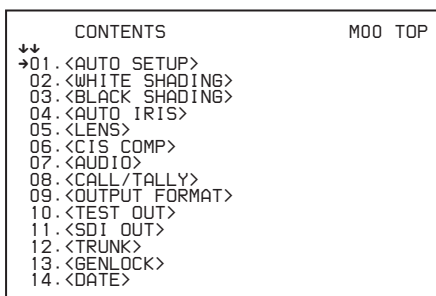 CONTENTS M00 TOP
↓↓
→01.<AUTO SETUP>
02.<WHITE SHADING>
03.<BLACK SHADING>
04.<AUTO IRIS>
05.<LENS>
06.<CIS COMP>
07.<AUDIO>
08.<CALL/TALLY>
09.<OUTPUT FORMAT>
10.<TEST OUT>
11.<SDI OUT>
12.<TRUNK>
13.<GENLOCK>
14.<DATE>